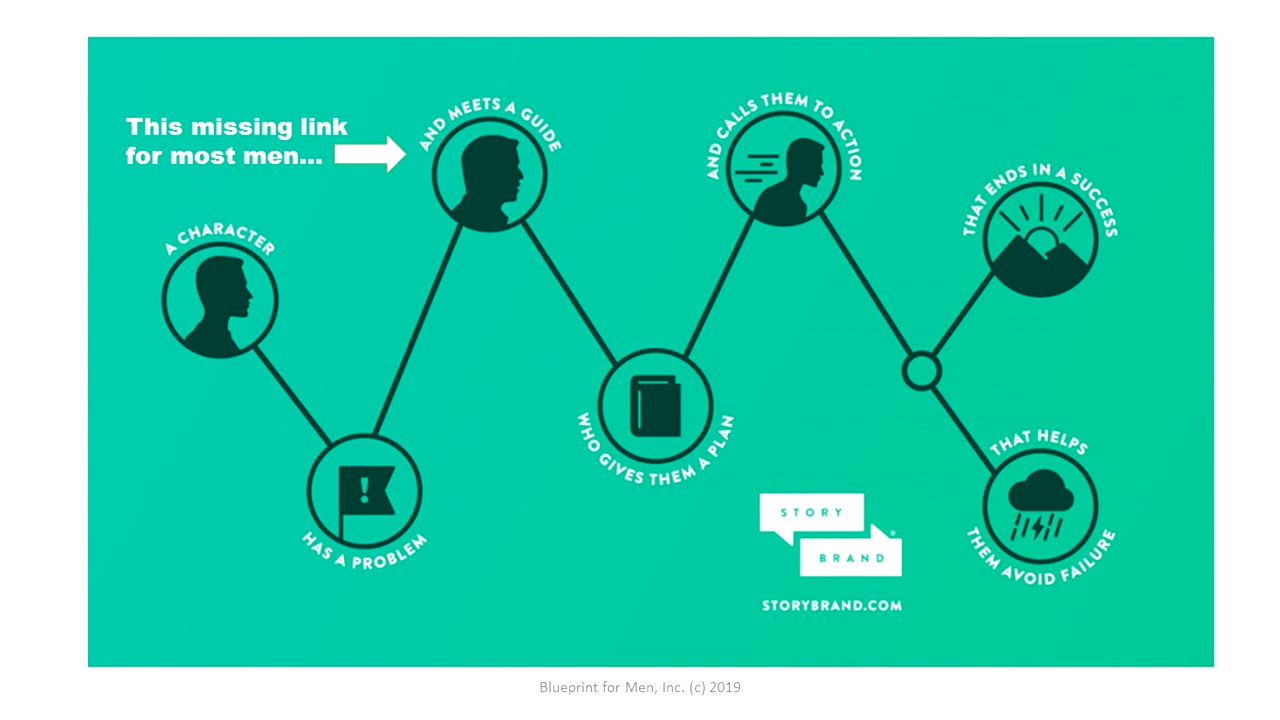 This missing link
for most men...
A CHARACTER
HAS A PROBLEM
AND MEETS A GUIDE
WHO GIVES THEM A PLAN
AND CALLS THEM TO ACTION
THAT ENDS IN A SUCCESS
THAT HELPS
THEM AVOID FAILURE
!
STORY
BRAND®
STORYBRAND.COM
Blueprint for Men, Inc. (c) 2019